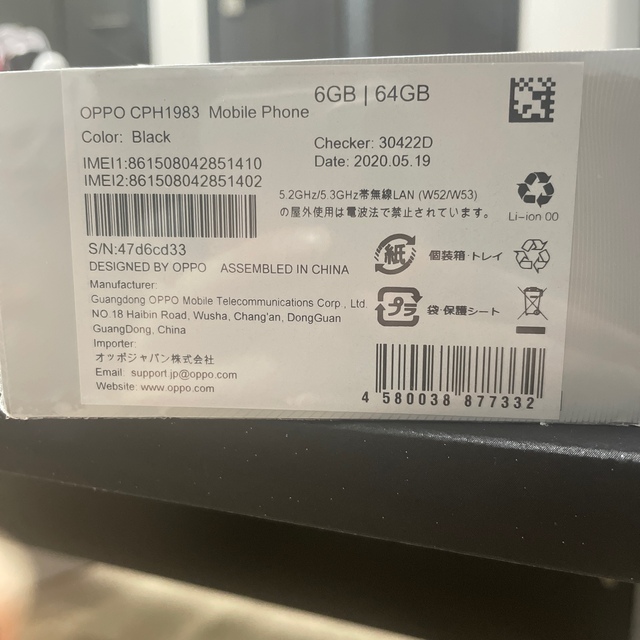 OPPO CPH1983 Mobile Phone
6GB | 64GB
Color: Black
Checker: 30422D
Date: 2020.05.19
IMEI1:861508042851410
IMEI2:861508042851402
5.2GHz/5.3GHz帯無線LAN (W52/W53)
の屋外使用は電波法で禁止されています。
Li-ion 00
S/N:47d6cd33
DESIGNED BY OPPO ASSEMBLED IN CHINA
紙
個装箱・トレイ
Manufacturer:
Guangdong OPPO Mobile Telecommunications Corp., Ltd.
NO.18 Haibin Road, Wusha, Chang'an, DongGuan
GuangDong, China
プラ
袋・保護シート
Importer:
オッポジャパン株式会社
Email: support.jp@oppo.com
Website: www.oppo.com
4 580038 877332